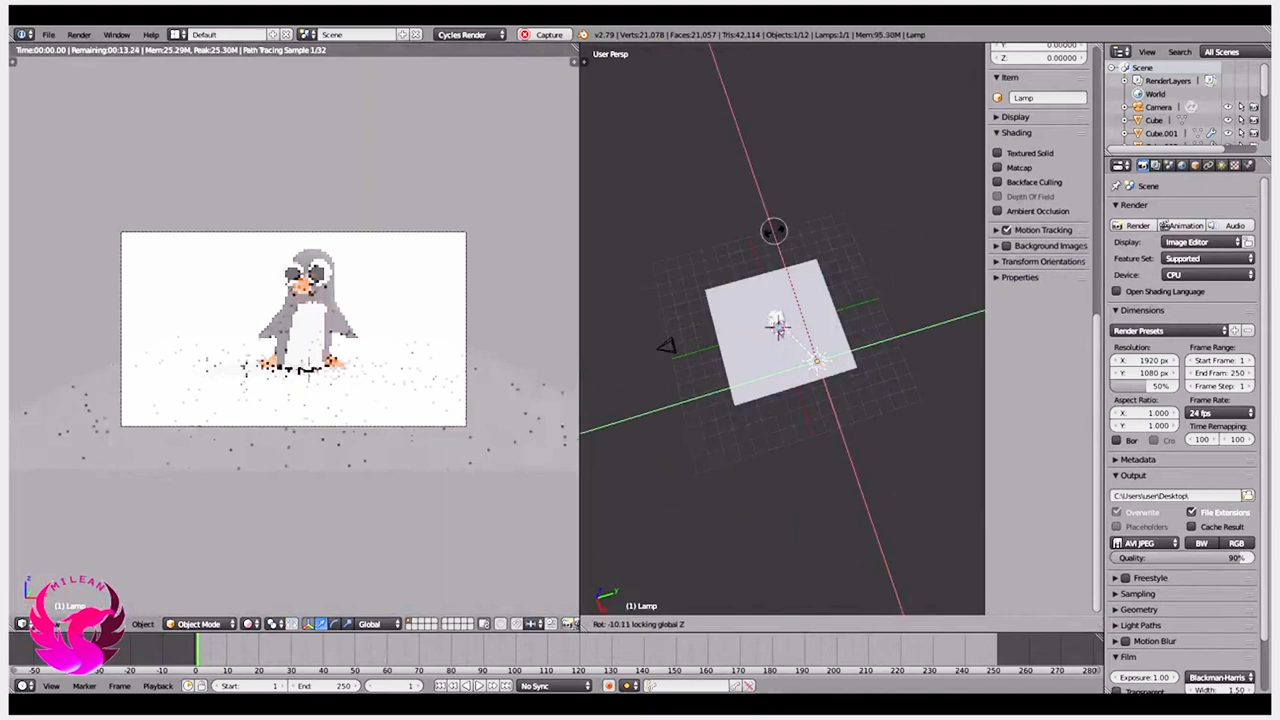 File Render Window Help Default Scene Cycles Render Capture v2.79 | Verts:21,078 | Faces:21,057 | Tris:42,114 | Objects:1/12 | Lamps:1/1 | Mem:95.30M | Lamp
View Search All Scenes
Time:00:00.00 | Remaining:00:13.24 | Mem:25.29M, Peak:25.30M | Path Tracing Sample 1/32
User Persp
Z: 0.00000
Scene
RenderLayers
World
Camera
Cube
Cube.001
Item
Lamp
Display
Shading
Textured Solid
Matcap
Backface Culling
Depth Of Field
Ambient Occlusion
Motion Tracking
Background Images
Transform Orientations
Properties
Scene
Render
Render Animation Audio
Display: Image Editor
Feature Set: Supported
Device: CPU
Open Shading Language
Dimensions
Render Presets
Resolution: Frame Range:
X: 1920 px Start Frame: 1
Y: 1080 px End Fram: 250
50% Frame Step: 1
Aspect Ratio: Frame Rate:
X: 1.000 24 fps
Y: 1.000 Time Remapping:
Bor Cro 100 100
Metadata
Output
C:\Users\user\Desktop\
Overwrite File Extensions
Placeholders Cache Result
AVI JPEG BW RGB
Quality: 90%
Freestyle
Sampling
Geometry
Light Paths
Motion Blur
Film
Exposure: 1.00 Blackman-Harris
Transparent Width: 1.50
MILEAN
(1) Lamp
(1) Lamp
Object Object Mode Global
Rot: -10.11 locking global Z
-50 -40 -30 -20 -10 0 10 20 30 40 50 60 70 80 90 100 110 120 130 140 150 160 170 180 190 200 210 220 230 240 250 260 270 280
View Marker Frame Playback Start: 1 End: 250 1 No Sync